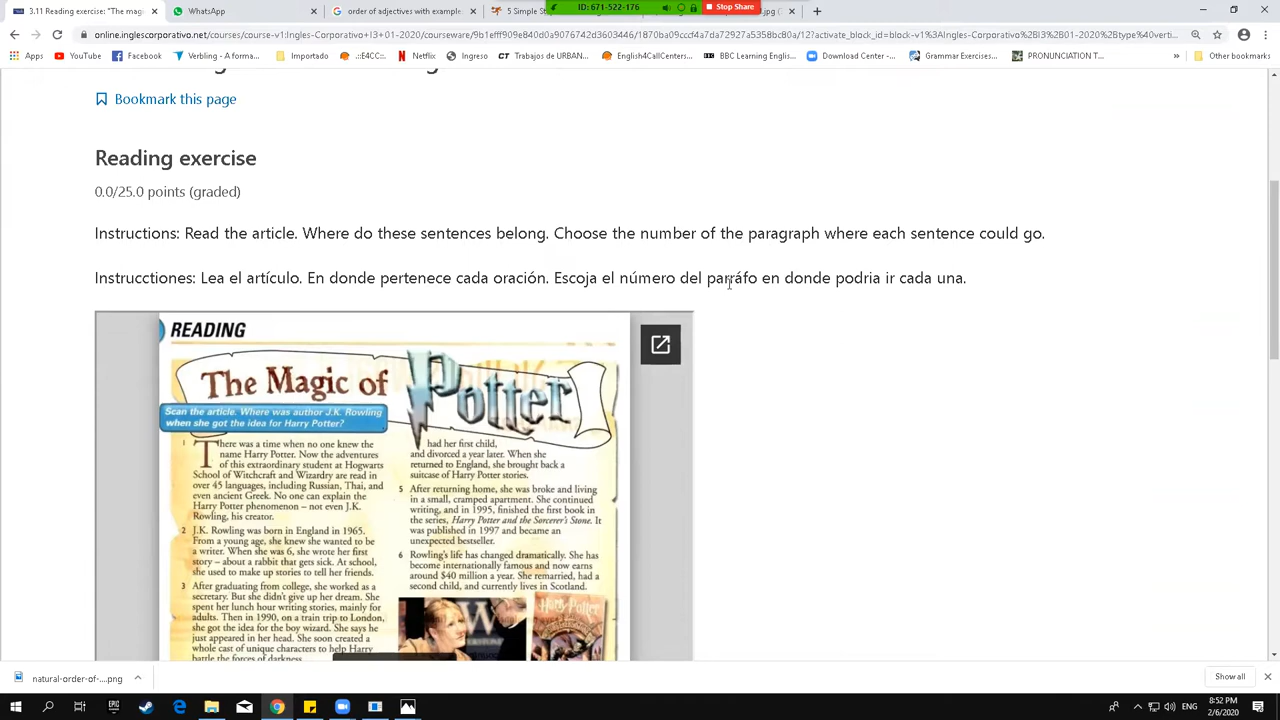 3.11 Reading exercise: "The mag
WhatsApp
order of adjectives with example
5 Simple St
ID: 671-522-176
Stop Share
.jpg (7
online.inglescorporativo.net/courses/course-v1:Ingles-Corporativo+I3+01-2020/courseware/9b1efff909e840d0a9076742d3603446/1870ba09cccf4a7da72927a5358bc80a/12?activate_block_id=block-v1%3AIngles-Corporativo%2BI3%2B01-2020%2Btype%40verti...
Apps
YouTube
Facebook
Verbling - A forma...
Importado
.::E4CC::.
Netflix
Ingreso
Trabajos de URBAN...
English4CallCenters...
BBC Learning Englis...
Download Center -...
Grammar Exercises...
PRONUNCIATION T...
Other bookmarks
Bookmark this page
Reading exercise
0.0/25.0 points (graded)
Instructions: Read the article. Where do these sentences belong. Choose the number of the paragraph where each sentence could go.
Instrucctiones: Lea el artículo. En donde pertenece cada oración. Escoja el número del parráfo en donde podria ir cada una.
READING
The Magic of Potter
Scan the article. Where was author J.K. Rowling
when she got the idea for Harry Potter?
1 There was a time when no one knew the
name Harry Potter. Now the adventures
of this extraordinary student at Hogwarts
School of Witchcraft and Wizardry are read in
over 45 languages, including Russian, Thai, and
even ancient Greek. No one can explain the
Harry Potter phenomenon – not even J.K.
Rowling, his creator.
2 J.K. Rowling was born in England in 1965.
From a young age, she knew she wanted to be
a writer. When she was 6, she wrote her first
story – about a rabbit that gets sick. At school,
she used to make up stories to tell her friends.
3 After graduating from college, she worked as a
secretary. But she didn't give up her dream. She
spent her lunch hour writing stories, mainly for
adults. Then in 1990, on a train trip to London,
she got the idea for the boy wizard. She says he
just appeared in her head. She soon created a
whole cast of unique characters to help Harry
battle the forces of darkness.
had her first child,
and divorced a year later. When she
returned to England, she brought back a
suitcase of Harry Potter stories.
5 After returning home, she was broke and living
in a small, cramped apartment. She continued
writing, and in 1995, finished the first book in
the series, Harry Potter and the Sorcerer's Stone. It
was published in 1997 and became an
unexpected bestseller.
6 Rowling's life has changed dramatically. She has
become internationally famous and now earns
around $40 million a year. She remarried, had a
second child, and currently lives in Scotland.
Harry Potter
natural-order-of-....png
Show all
ENG
8:52 PM
2/6/2020